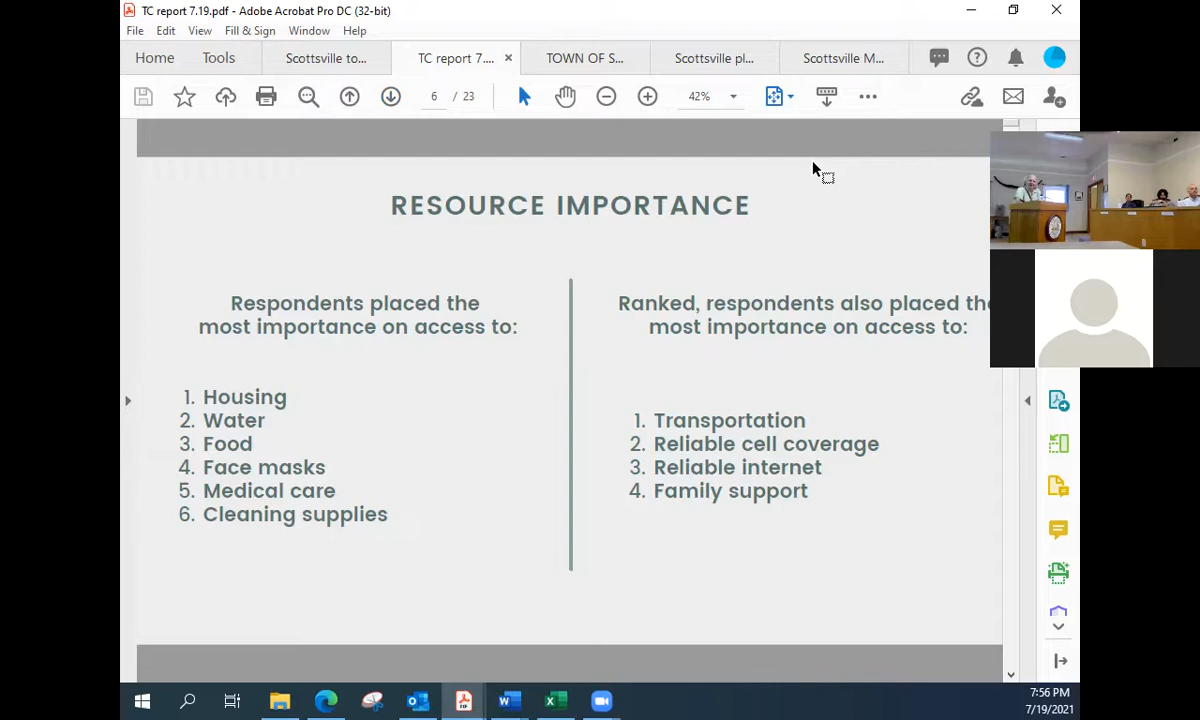 TC report 7.19.pdf - Adobe Acrobat Pro DC (32-bit)
File Edit View Fill & Sign Window Help
Home Tools Scottsville to... TC report 7.... TOWN OF S... Scottsville pl... Scottsville M...
6 / 23 42%
RESOURCE IMPORTANCE
Respondents placed the
most importance on access to:
1. Housing
2. Water
3. Food
4. Face masks
5. Medical care
6. Cleaning supplies
Ranked, respondents also placed the
most importance on access to:
1. Transportation
2. Reliable cell coverage
3. Reliable internet
4. Family support
7:56 PM
7/19/2021